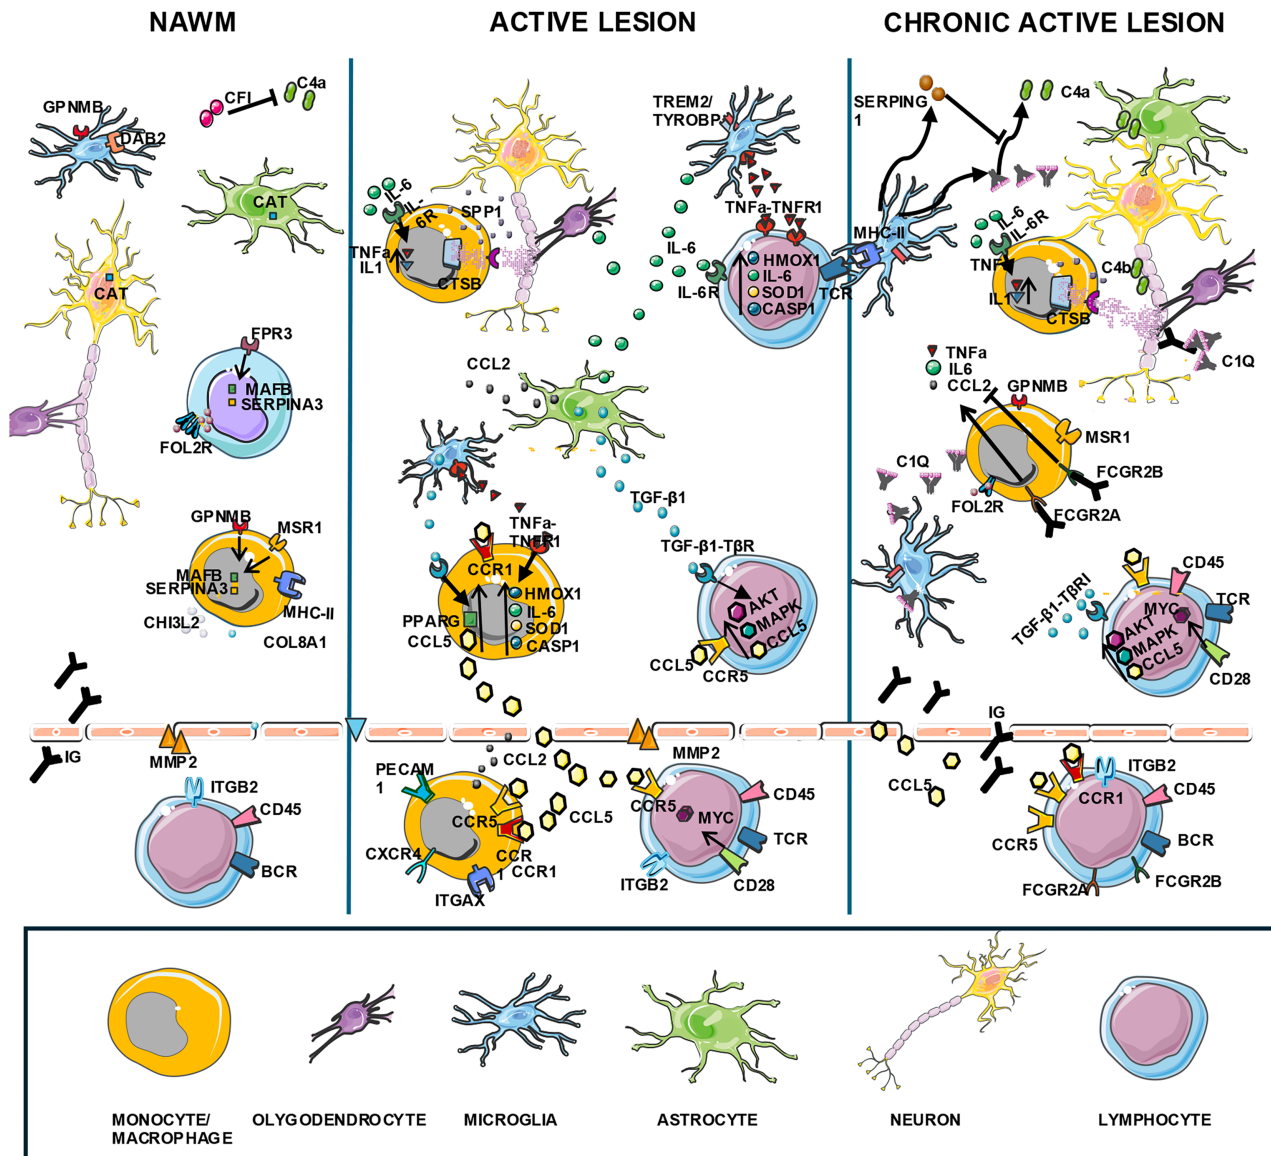 NAWM
GPNMB
DAB2
CFI
C4a
CAT
CAT
FPR3
MAFB
SERPINA3
FOL2R
GPNMB
MSR1
MAFB
SERPINA3
MHC-II
CHI3L2
COL8A1
IG
MMP2
ITGB2
CD45
BCR
ACTIVE LESION
IL-6
IL-
6R
SPP1
TNFa
IL1
CTSB
TREM2/
TYROBP
TNFa-TNFR1
IL-6
IL-6R
HMOX1
IL-6
SOD1
CASP1
TCR
CCL2
TGF-β1
TNFa-
TNFR1
CCR1
HMOX1
IL-6
SOD1
CASP1
PPARG
CCL5
TGF-β1-TβR
AKT
MAPK
CCL5
CCL5
CCR5
CCL2
PECAM
1
CCR5
CCL5
CXCR4
CCR
1
CCR1
ITGAX
MMP2
CCR5
MYC
CD45
TCR
CD28
ITGB2
CHRONIC ACTIVE LESION
SERPING
1
C4a
MHC-II
IL-6
IL-6R
TNF
IL1
C4b
CTSB
C1Q
TNFa
IL6
CCL2
GPNMB
MSR1
C1Q
FCGR2B
FOL2R
FCGR2A
CD45
TCR
TGF-β1-TβRI
MYC
AKT
MAPK
CCL5
CD28
IG
CCL5
CCR1
ITGB2
CD45
CCR5
BCR
FCGR2A
FCGR2B
MONOCYTE/
MACROPHAGE
OLYGODENDROCYTE
MICROGLIA
ASTROCYTE
NEURON
LYMPHOCYTE